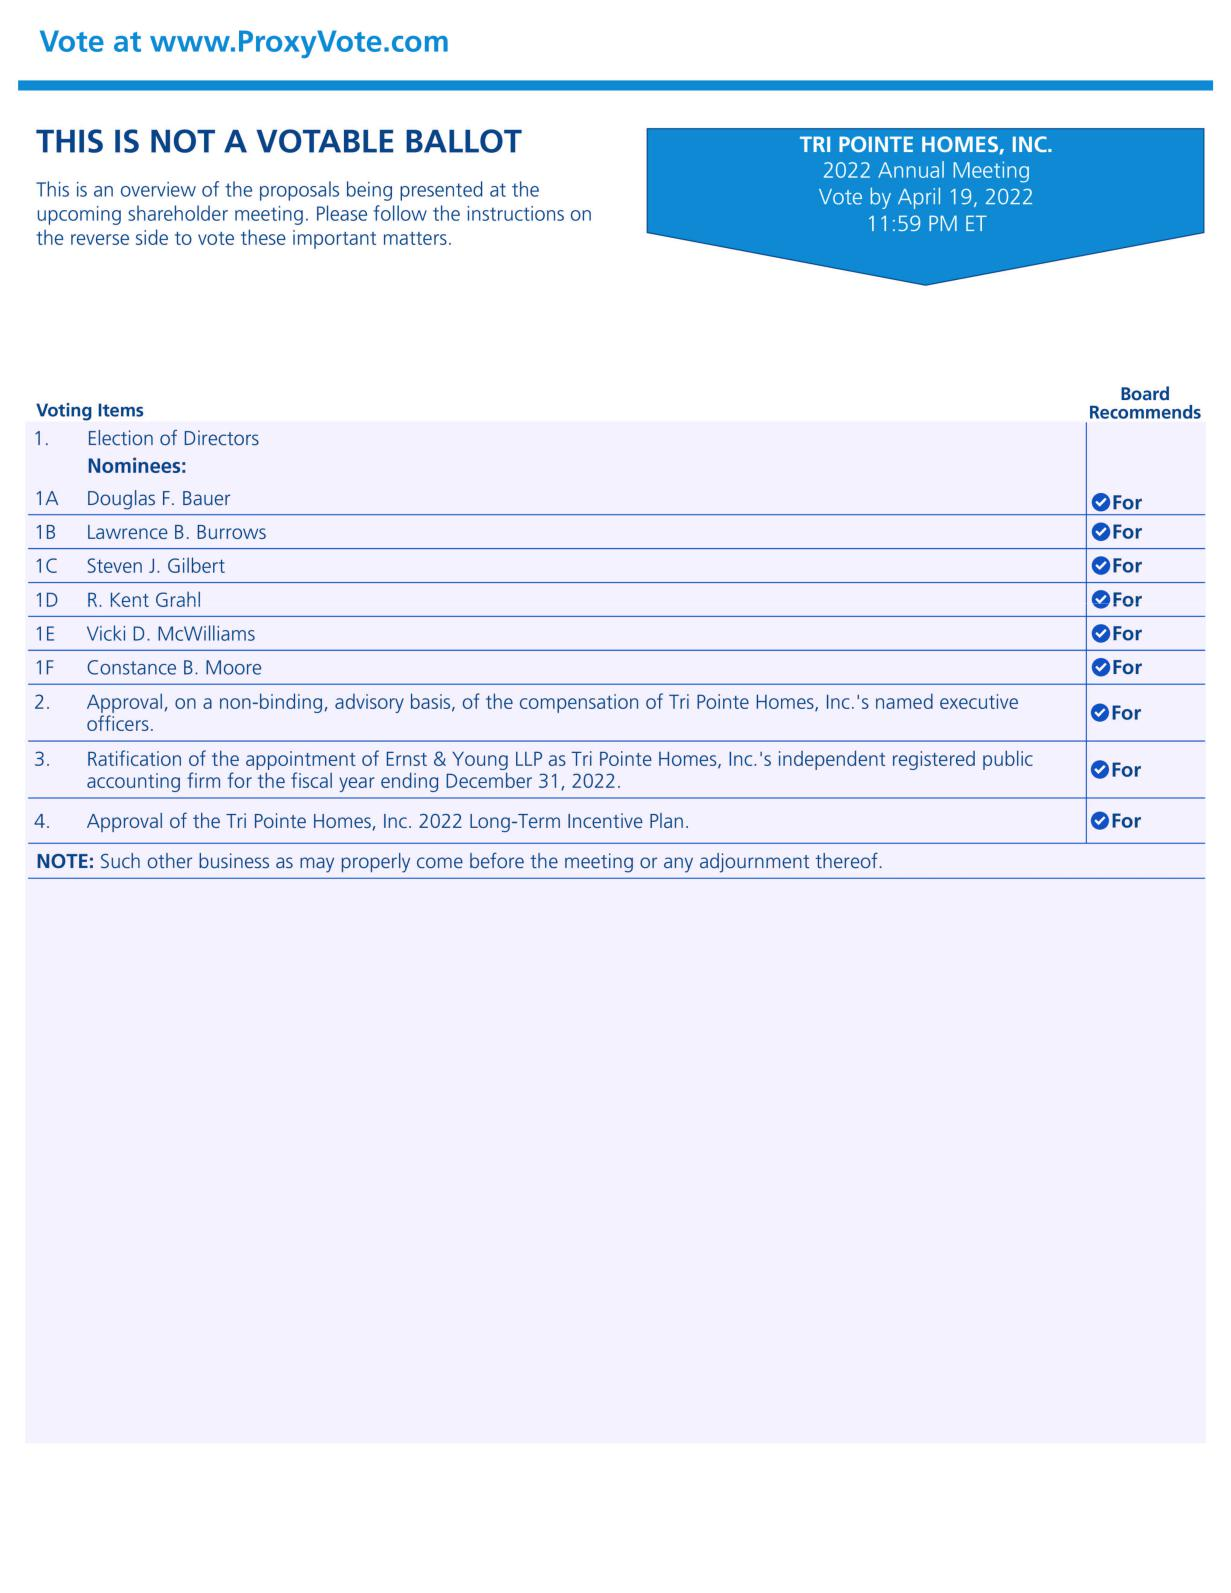 Vote at www.ProxyVote.com
THIS IS NOT A VOTABLE BALLOT
This is an overview of the proposals being presented at the
upcoming shareholder meeting. Please follow the instructions on
the reverse side to vote these important matters.
TRI POINTE HOMES, INC.
2022 Annual Meeting
Vote by April 19, 2022
11:59 PM ET
Voting Items
Board
Recommends
1. Election of Directors
Nominees:
1A Douglas F. Bauer For
1B Lawrence B. Burrows For
1C Steven J. Gilbert For
1D R. Kent Grahl For
1E Vicki D. McWilliams For
1F Constance B. Moore For
2. Approval, on a non-binding, advisory basis, of the compensation of Tri Pointe Homes, Inc.'s named executive
officers.
For
3. Ratification of the appointment of Ernst & Young LLP as Tri Pointe Homes, Inc.'s independent registered public
accounting firm for the fiscal year ending December 31, 2022.
For
4. Approval of the Tri Pointe Homes, Inc. 2022 Long-Term Incentive Plan. For
NOTE: Such other business as may properly come before the meeting or any adjournment thereof.